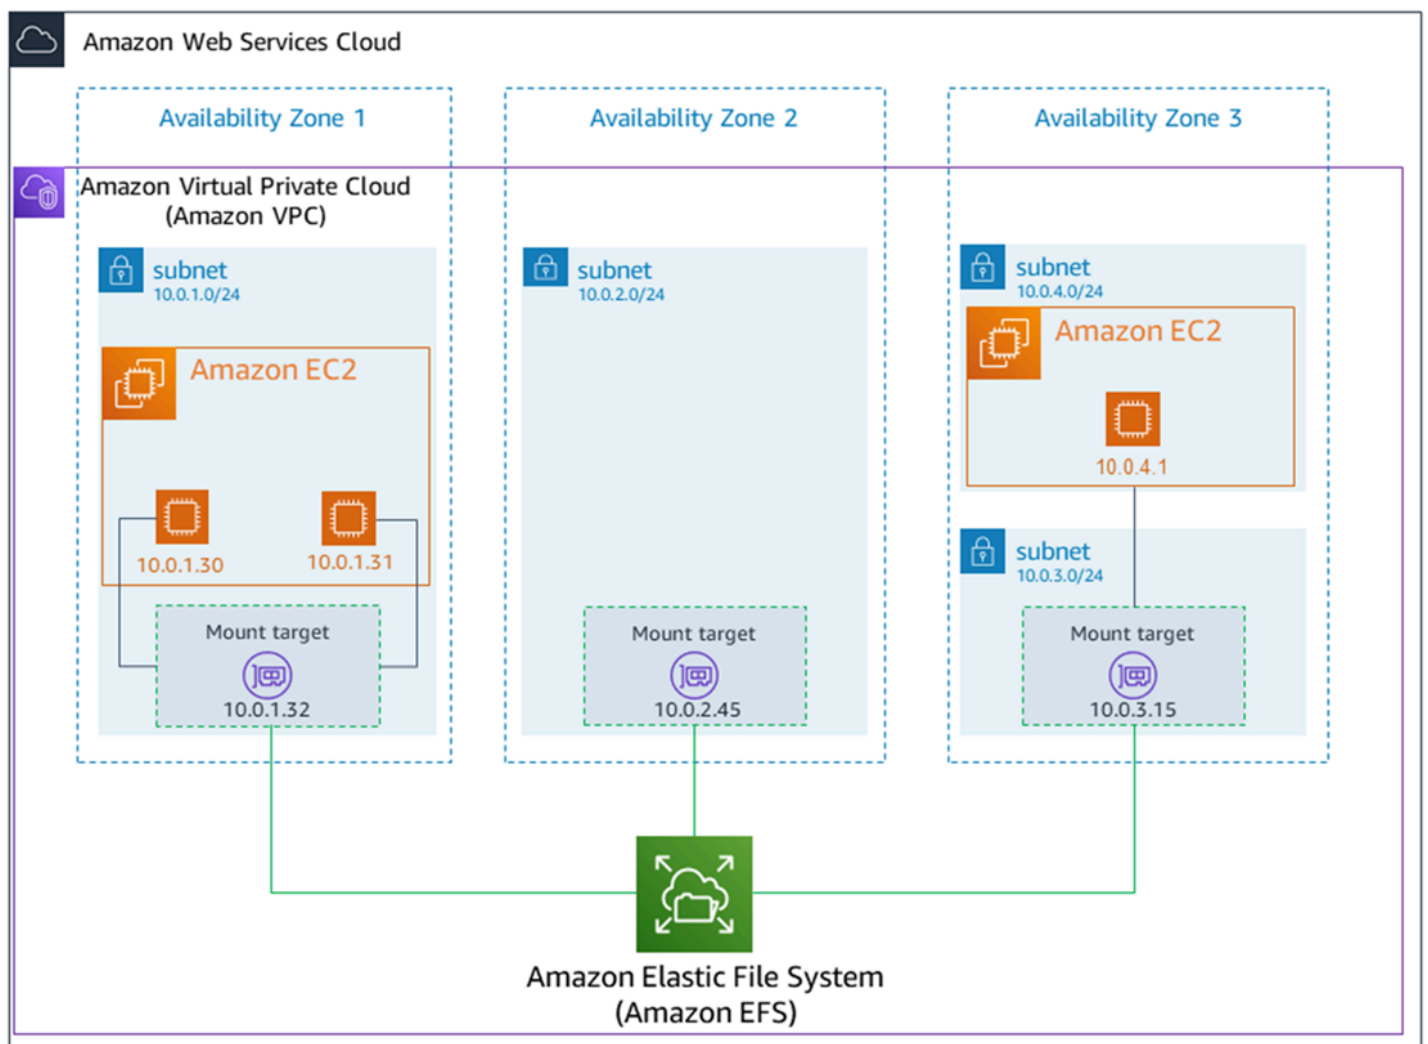 Amazon Web Services Cloud
Availability Zone 1
Availability Zone 2
Availability Zone 3
Amazon Virtual Private Cloud
(Amazon VPC)
subnet
10.0.1.0/24
Amazon EC2
10.0.1.30
10.0.1.31
Mount target
10.0.1.32
subnet
10.0.2.0/24
Mount target
10.0.2.45
subnet
10.0.4.0/24
Amazon EC2
10.0.4.1
subnet
10.0.3.0/24
Mount target
10.0.3.15
Amazon Elastic File System
(Amazon EFS)